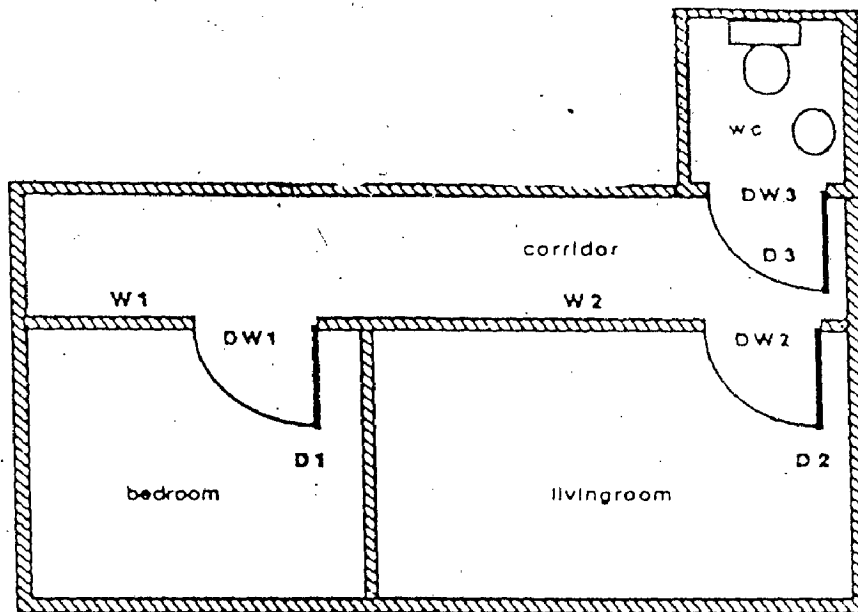 wc
DW3
D3
corridor
W1
W2
DW1
DW2
D1
D2
bedroom
livingroom